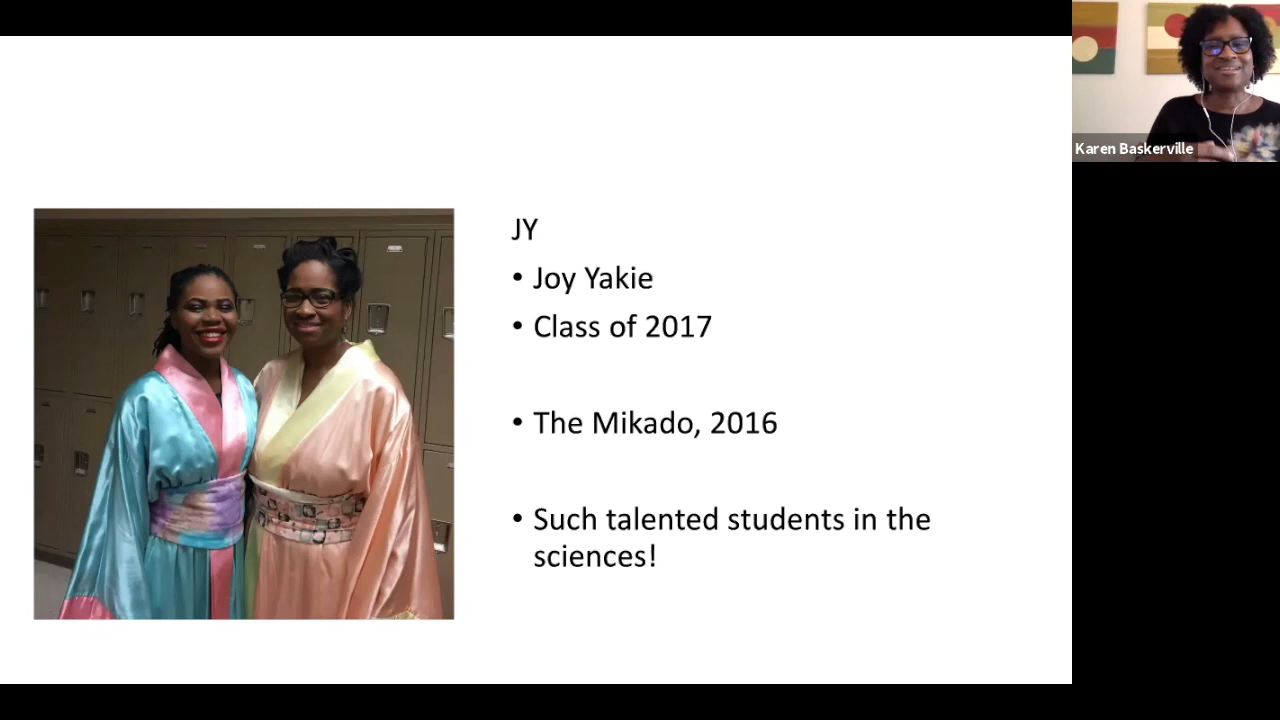 Karen Baskerville
JY
• Joy Yakie
• Class of 2017
• The Mikado, 2016
• Such talented students in the
sciences!